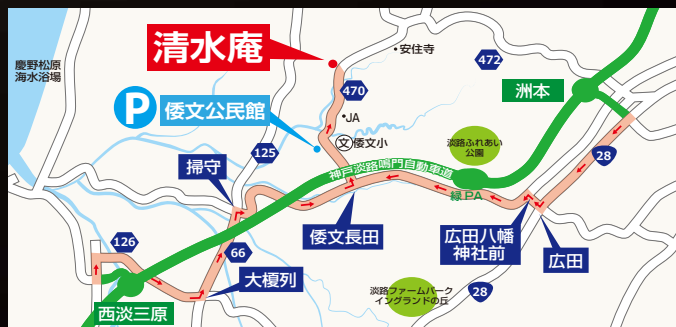 清水庵
安住寺
472
慶野松原
海水浴場
洲本
470
P
倭文公民館
JA
文
倭文小
淡路ふれあい
公園
28
125
掃守
神戸淡路鳴門自動車道
緑PA
倭文長田
広田八幡
神社前
広田
126
66
大榎列
淡路ファームパーク
イングランドの丘
28
西淡三原